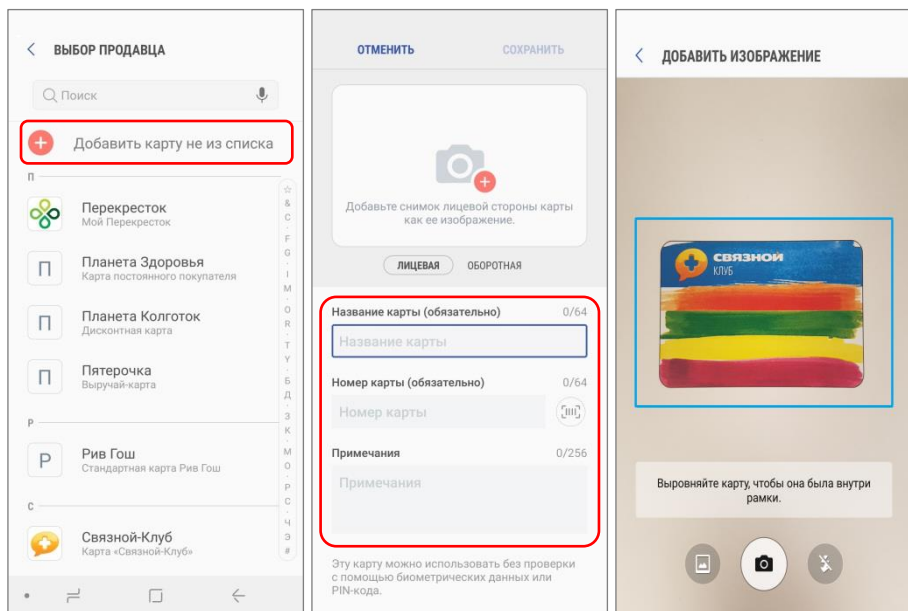 ВЫБОР ПРОДАВЦА
Поиск
Добавить карту не из списка
П
Перекресток
Мой Перекресток
П
Планета Здоровья
Карта постоянного покупателя
П
Планета Колготок
Дисконтная карта
П
Пятерочка
Выручай-карта
Р
Р
Рив Гош
Стандартная карта Рив Гош
С
Связной-Клуб
Карта «Связной-Клуб»
☆
&
C
·
F
G
·
I
M
·
O
R
·
T
Y
·
Б
Д
·
З
К
·
М
О
·
Р
С
·
Ч
Э
#
ОТМЕНИТЬ
СОХРАНИТЬ
Добавьте снимок лицевой стороны карты
как ее изображение.
ЛИЦЕВАЯ
ОБОРОТНАЯ
Название карты (обязательно) 0/64
Название карты
Номер карты (обязательно) 0/64
Номер карты
Примечания 0/256
Примечания
Эту карту можно использовать без проверки
с помощью биометрических данных или
PIN-кода.
ДОБАВИТЬ ИЗОБРАЖЕНИЕ
СВЯЗНОЙ
КЛУБ
Выровняйте карту, чтобы она была внутри
рамки.